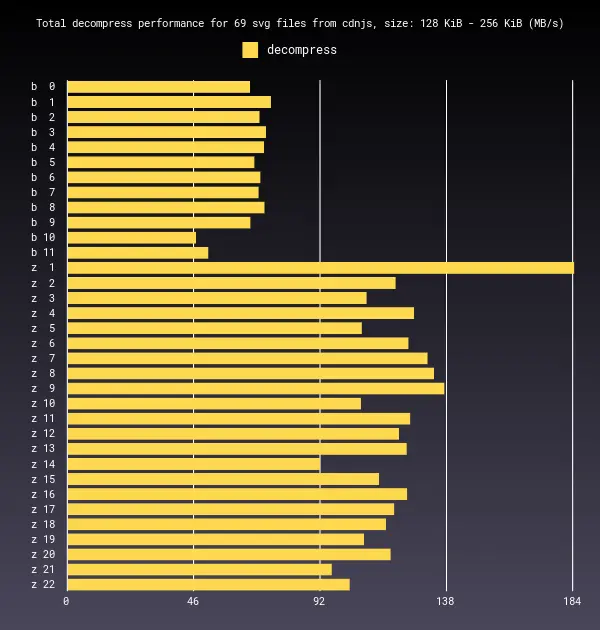 Total decompress performance for 69 svg files from cdnjs, size: 128 KiB - 256 KiB (MB/s)
decompress
b 0
b 1
b 2
b 3
b 4
b 5
b 6
b 7
b 8
b 9
b 10
b 11
z 1
z 2
z 3
z 4
z 5
z 6
z 7
z 8
z 9
z 10
z 11
z 12
z 13
z 14
z 15
z 16
z 17
z 18
z 19
z 20
z 21
z 22
0 46 92 138 184